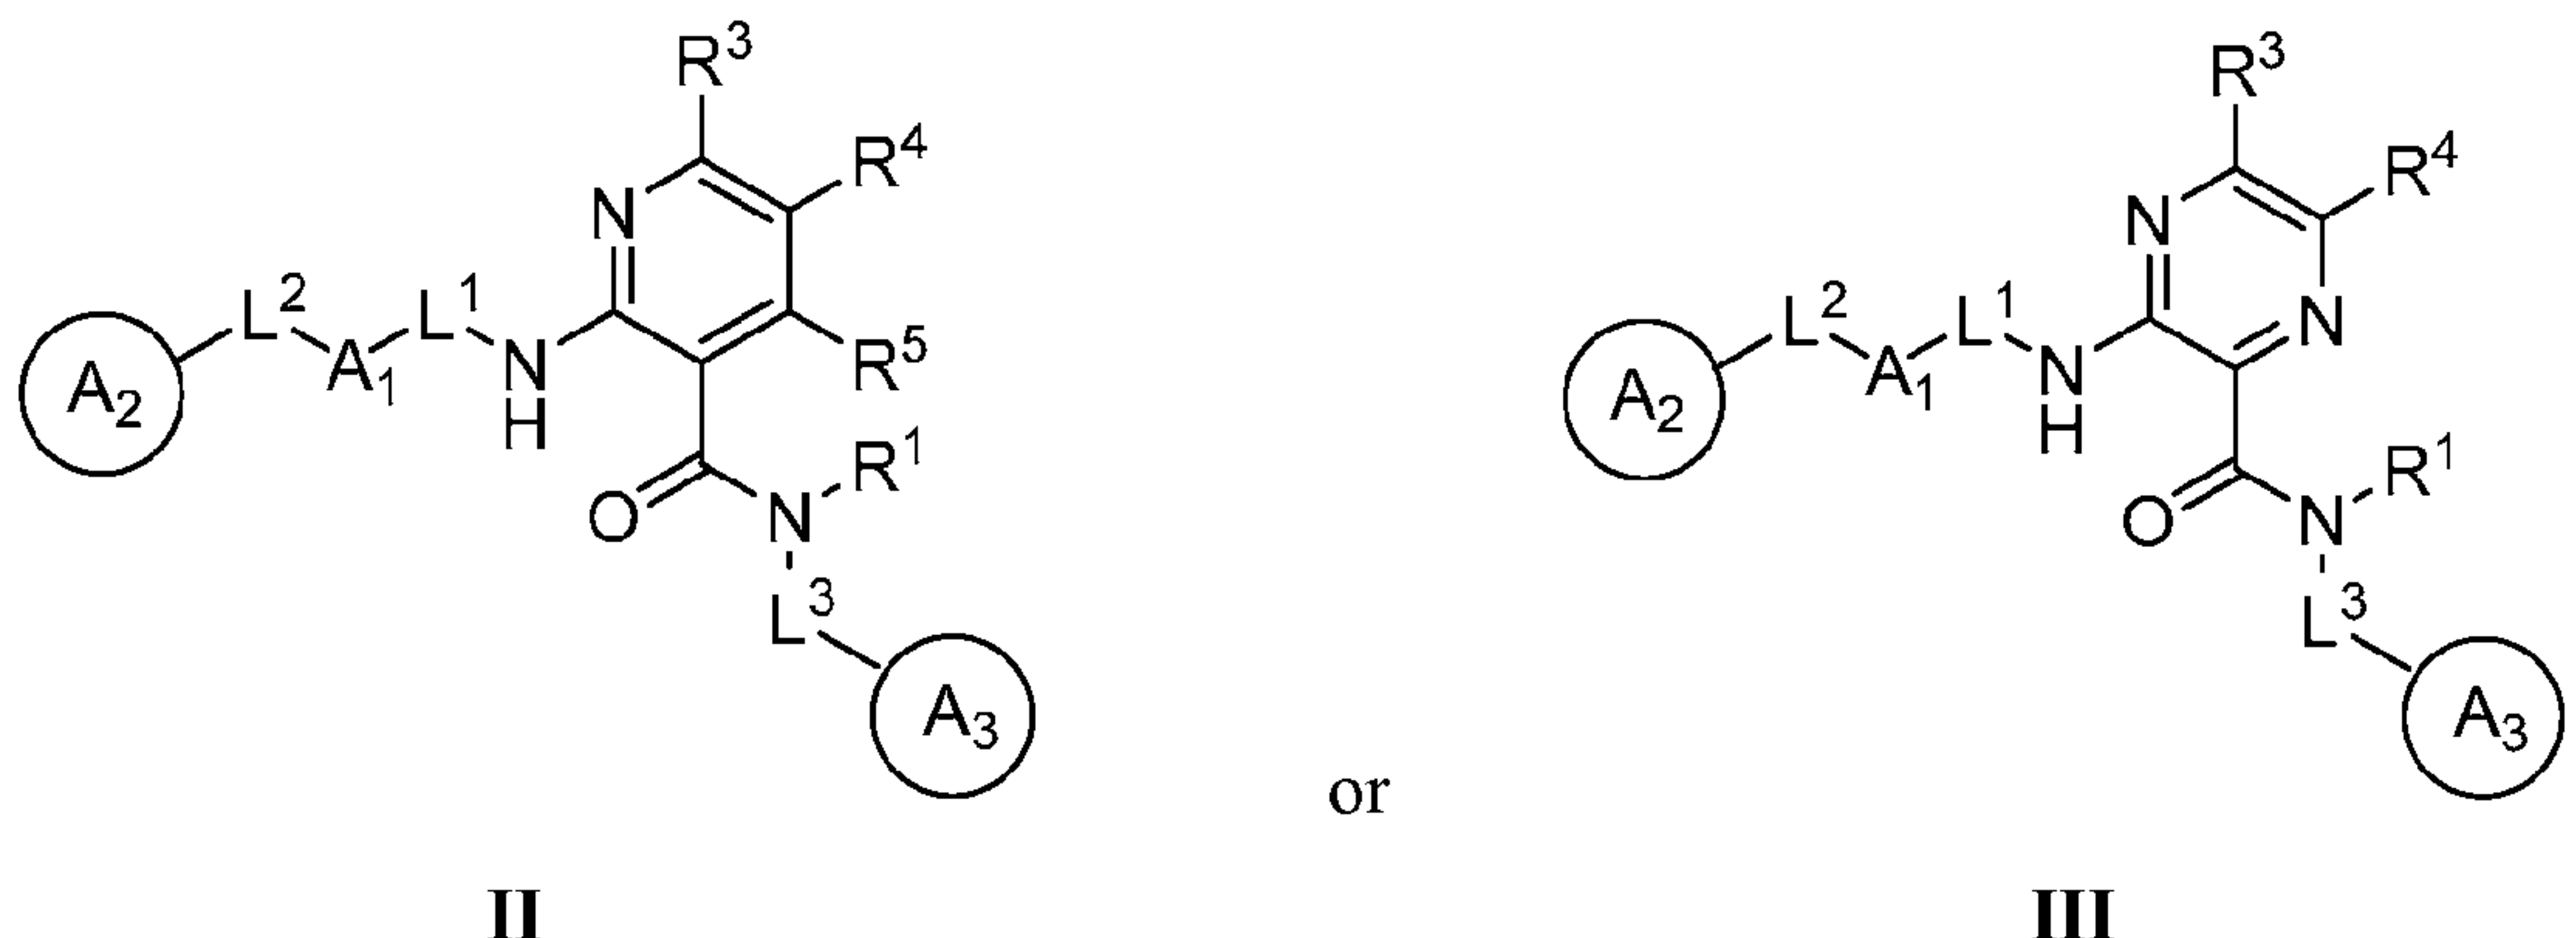 R³ R³
R⁴ R⁴
N N
L² L¹ L² L¹ N
A₂ A₁ N H R⁵ A₂ A₁ N H
R¹ R¹
O N O N
L³ L³
A₃ A₃
or
II III